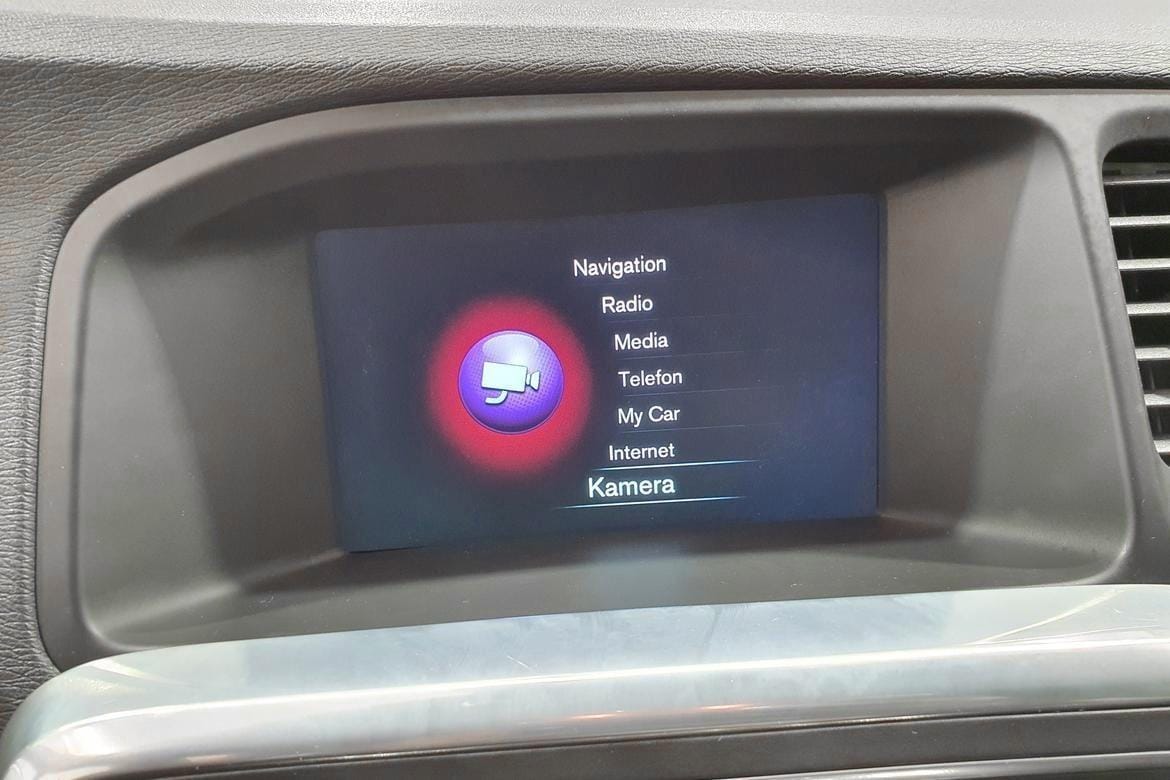 Navigation
Radio
Media
Telefon
My Car
Internet
Kamera